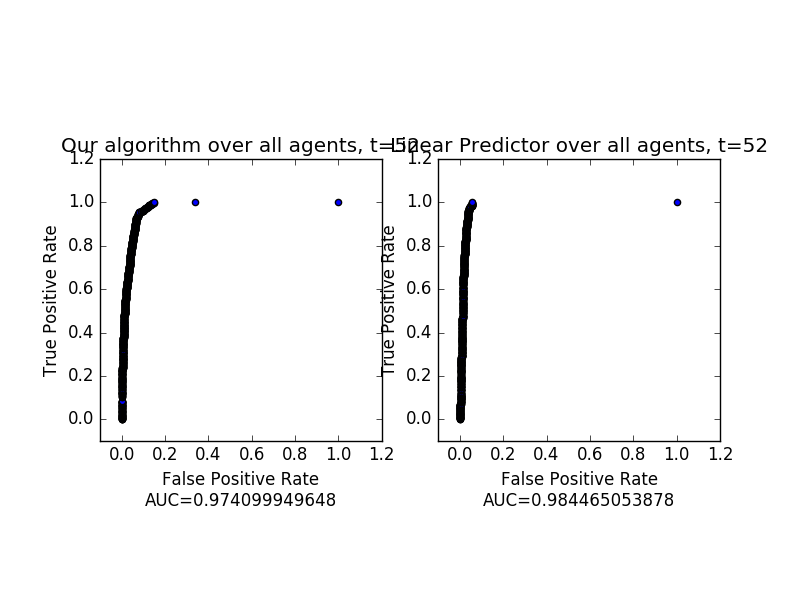 Our algorithm over all agents, t=52
Linear Predictor over all agents, t=52
1.2
1.0
0.8
0.6
0.4
0.2
0.0
True Positive Rate
0.0 0.2 0.4 0.6 0.8 1.0 1.2
False Positive Rate
AUC=0.974099949648
1.2
1.0
0.8
0.6
0.4
0.2
0.0
True Positive Rate
0.0 0.2 0.4 0.6 0.8 1.0 1.2
False Positive Rate
AUC=0.984465053878